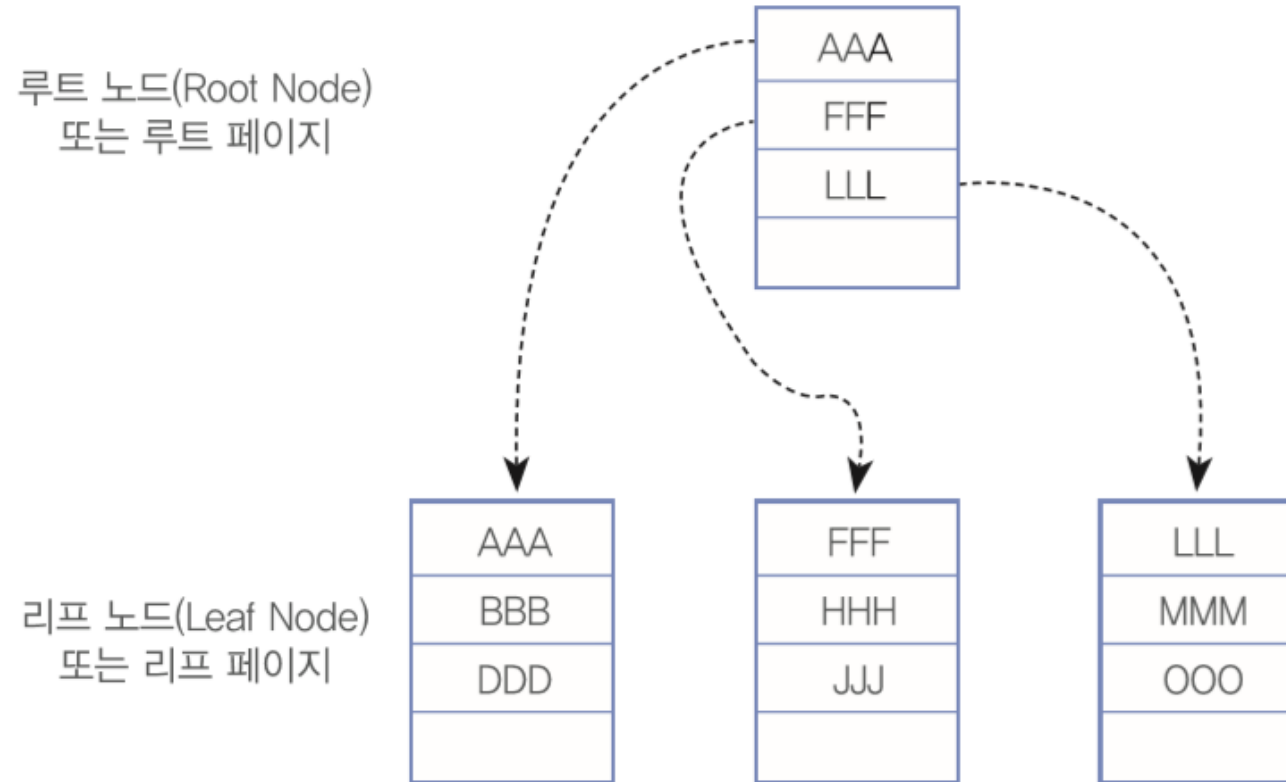 루트 노드(Root Node)
또는 루트 페이지
AAA
FFF
LLL
리프 노드(Leaf Node)
또는 리프 페이지
AAA
BBB
DDD
FFF
HHH
JJJ
LLL
MMM
OOO